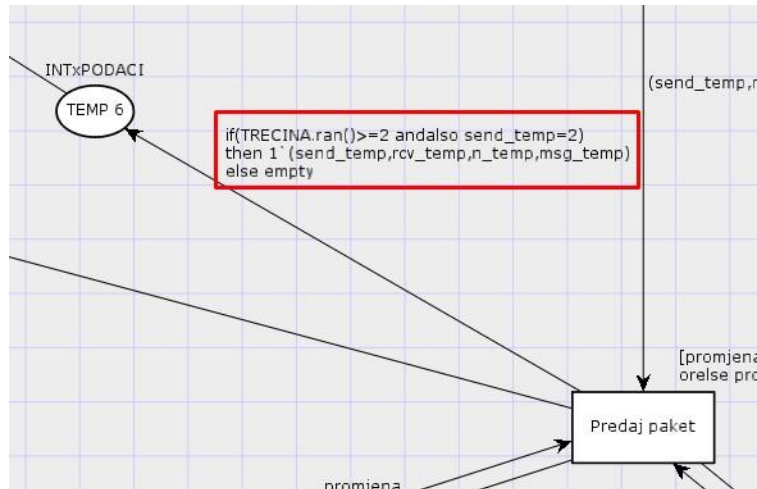 INTxPODACI
TEMP 6
(send_temp,
if(TRECINA.ran()>=2 andalso send_temp=2)
then 1`(send_temp,rcv_temp,n_temp,msg_temp)
else empty
[promjena
orelse
Predaj paket
promjena